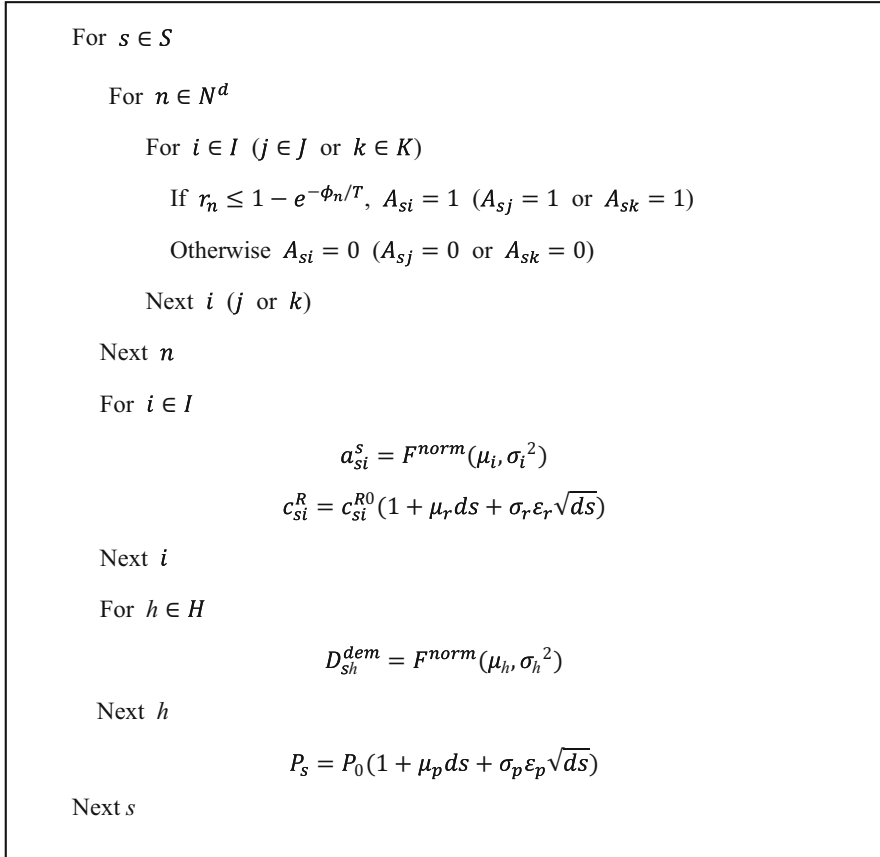 For s ∈ S
For n ∈ N^d
For i ∈ I (j ∈ J or k ∈ K)
If r_n ≤ 1 − e^{−ϕ_n/T}, A_{si} = 1 (A_{sj} = 1 or A_{sk} = 1)
Otherwise A_{si} = 0 (A_{sj} = 0 or A_{sk} = 0)
Next i (j or k)
Next n
For i ∈ I
a^s_{si} = F^{norm}(μ_i, σ_i^2)
c^R_{si} = c^{R0}_{si}(1 + μ_r ds + σ_r ε_r √ds)
Next i
For h ∈ H
D^{dem}_{sh} = F^{norm}(μ_h, σ_h^2)
Next h
P_s = P_0(1 + μ_p ds + σ_p ε_p √ds)
Next s